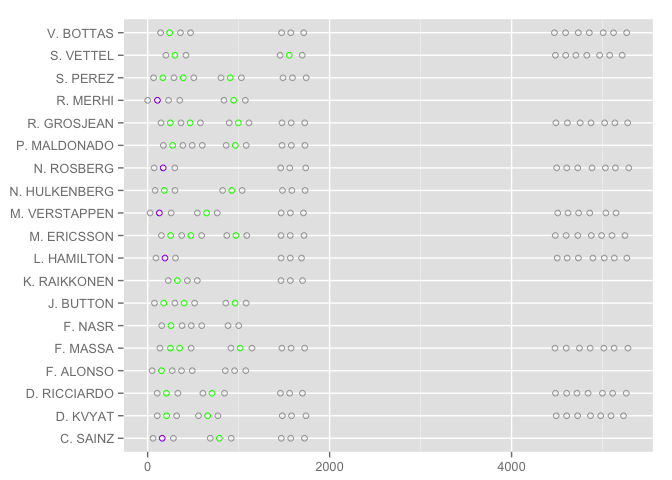 V. BOTTAS
S. VETTEL
S. PEREZ
R. MERHI
R. GROSJEAN
P. MALDONADO
N. ROSBERG
N. HULKENBERG
M. VERSTAPPEN
M. ERICSSON
L. HAMILTON
K. RAIKKONEN
J. BUTTON
F. NASR
F. MASSA
F. ALONSO
D. RICCIARDO
D. KVYAT
C. SAINZ
0 2000 4000